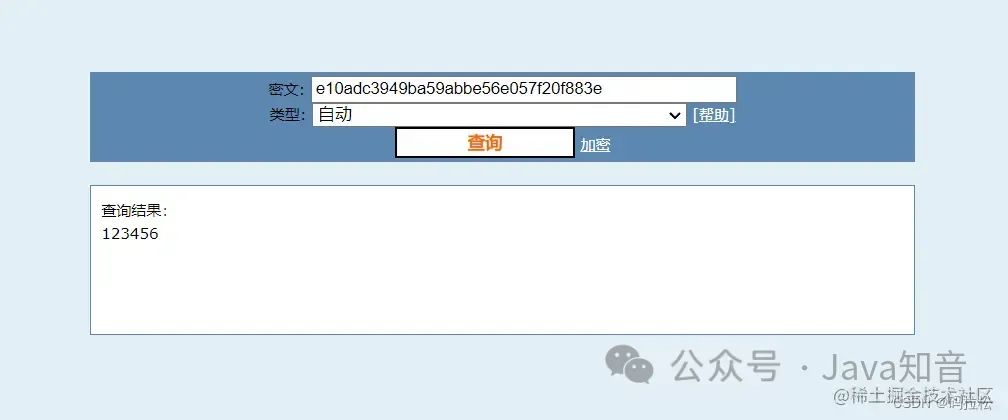 密文： e10adc3949ba59abbe56e057f20f883e
类型： 自动 [帮助]
查询 加密
查询结果：
123456
公众号 · Java知音
@稀土掘金技术社区
CSDN @码拉松